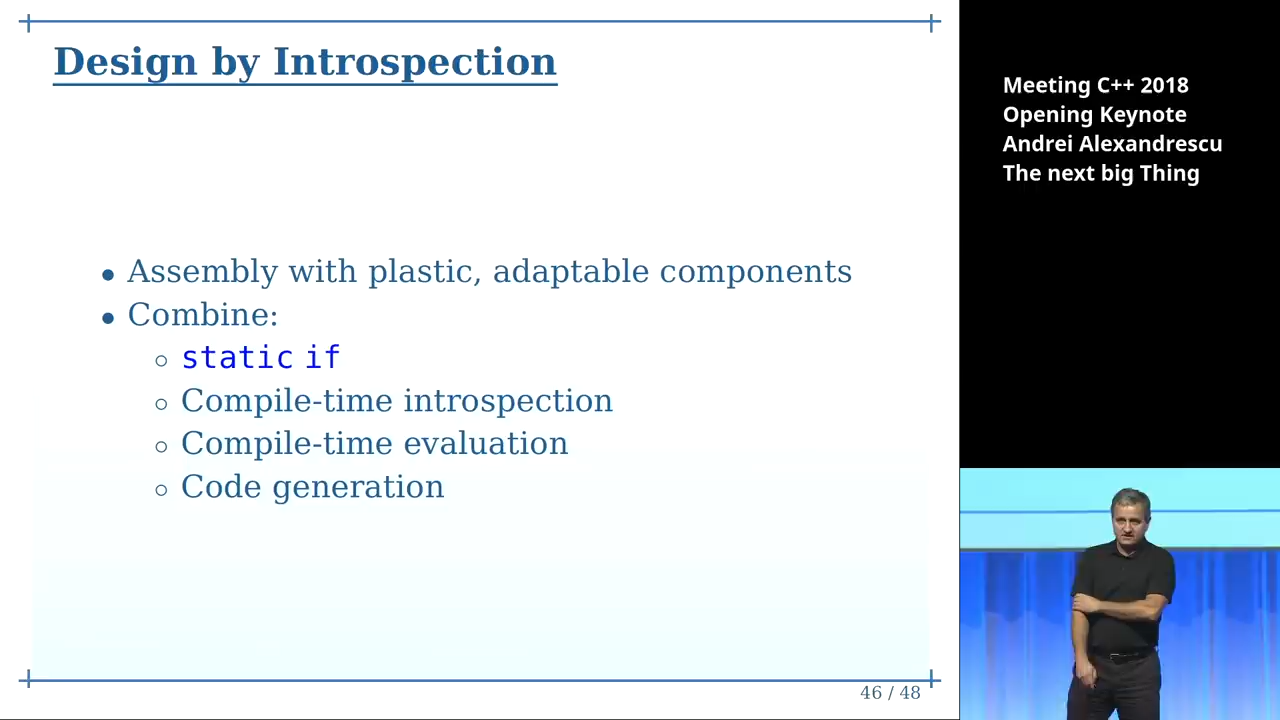 Design by Introspection
• Assembly with plastic, adaptable components
• Combine:
◦ static if
◦ Compile-time introspection
◦ Compile-time evaluation
◦ Code generation
46 / 48
Meeting C++ 2018
Opening Keynote
Andrei Alexandrescu
The next big Thing